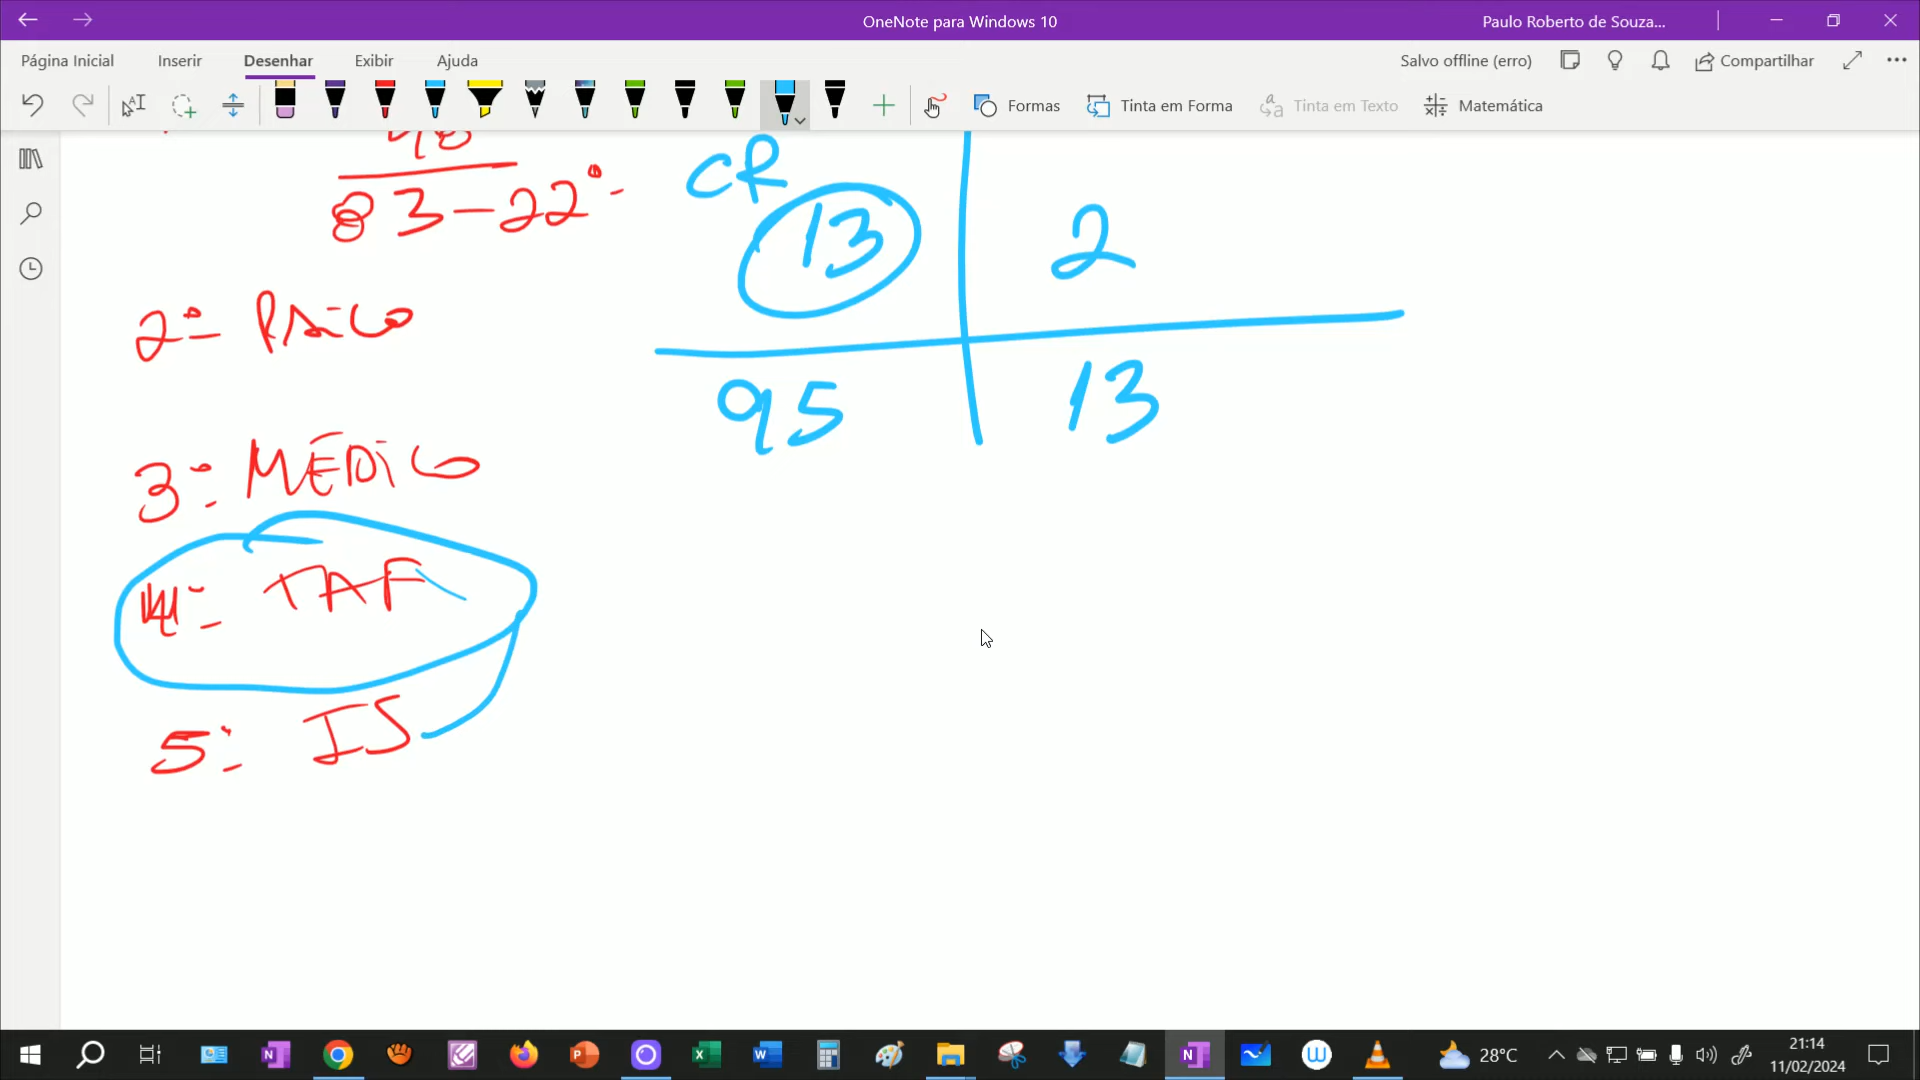 OneNote para Windows 10
Paulo Roberto de Souza...
Página Inicial
Inserir
Desenhar
Exibir
Ajuda
Salvo offline (erro)
Compartilhar
Formas
Tinta em Forma
Tinta em Texto
Matemática
83-22º
CR
13
2
95
13
2º PSICO
3º MÉDICO
4º TAF
5º IS
28°C
21:14
11/02/2024